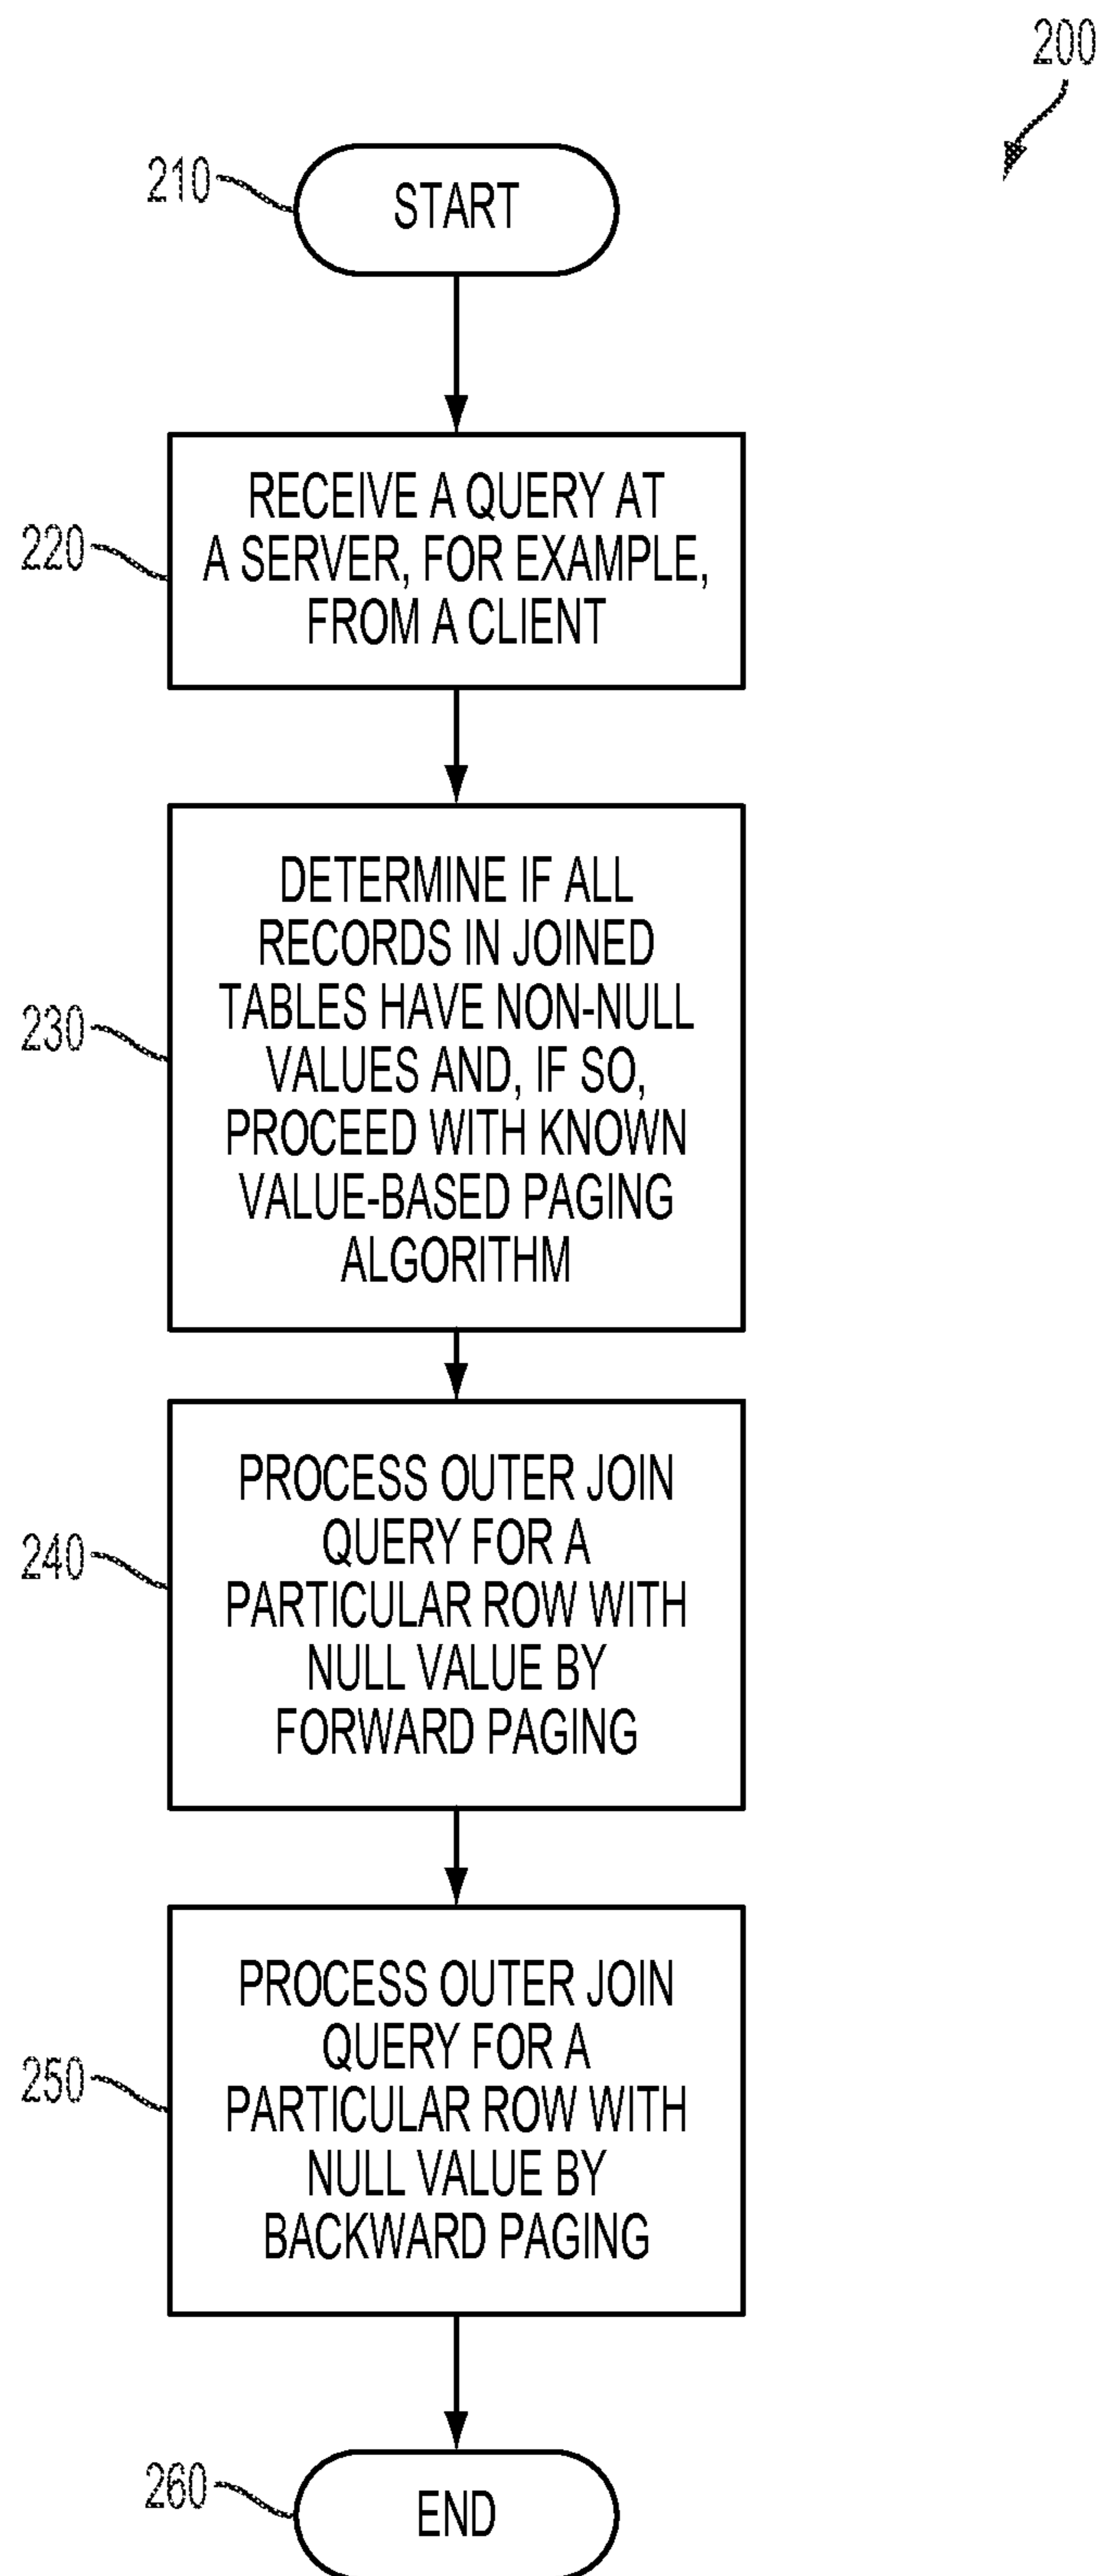 200
210
START
220
RECEIVE A QUERY AT
A SERVER, FOR EXAMPLE,
FROM A CLIENT
230
DETERMINE IF ALL
RECORDS IN JOINED
TABLES HAVE NON-NULL
VALUES AND, IF SO,
PROCEED WITH KNOWN
VALUE-BASED PAGING
ALGORITHM
240
PROCESS OUTER JOIN
QUERY FOR A
PARTICULAR ROW WITH
NULL VALUE BY
FORWARD PAGING
250
PROCESS OUTER JOIN
QUERY FOR A
PARTICULAR ROW WITH
NULL VALUE BY
BACKWARD PAGING
260
END